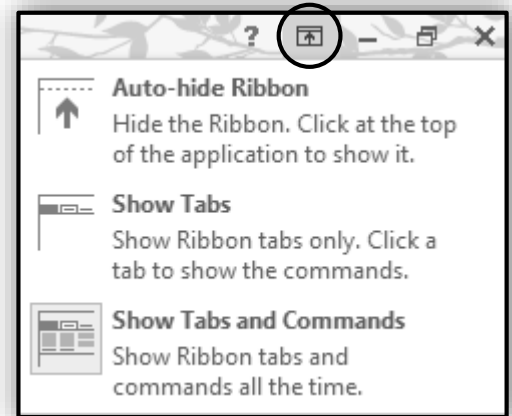 ?
Auto-hide Ribbon
Hide the Ribbon. Click at the top
of the application to show it.
Show Tabs
Show Ribbon tabs only. Click a
tab to show the commands.
Show Tabs and Commands
Show Ribbon tabs and
commands all the time.